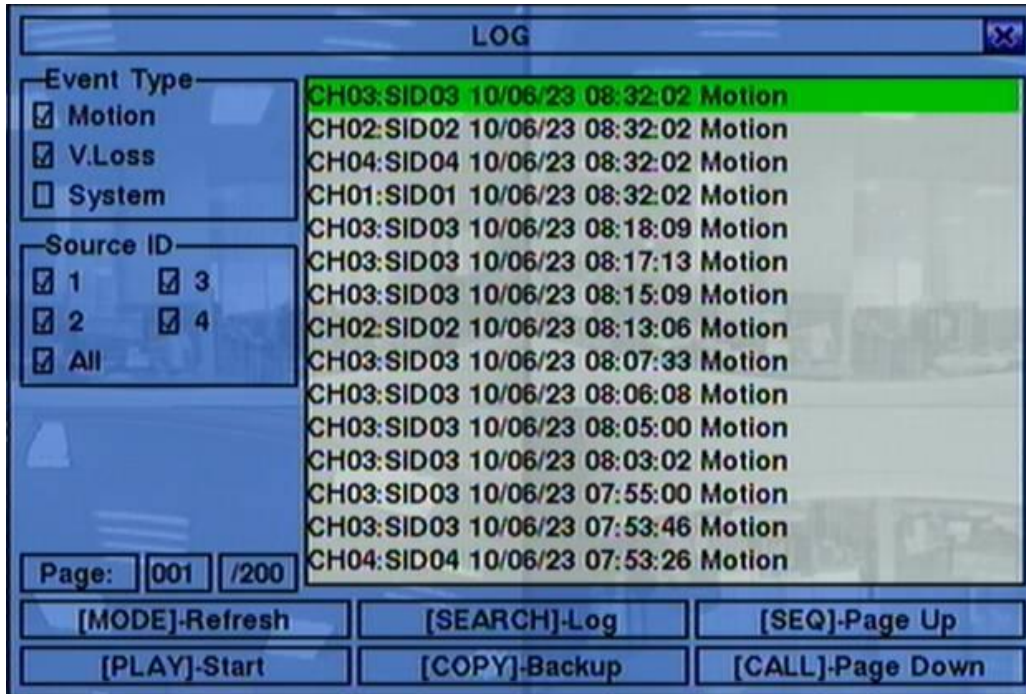 LOG
Event Type
Motion
V.Loss
System
Source ID
1 3
2 4
All
CH03:SID03 10/06/23 08:32:02 Motion
CH02:SID02 10/06/23 08:32:02 Motion
CH04:SID04 10/06/23 08:32:02 Motion
CH01:SID01 10/06/23 08:32:02 Motion
CH03:SID03 10/06/23 08:18:09 Motion
CH03:SID03 10/06/23 08:17:13 Motion
CH03:SID03 10/06/23 08:15:09 Motion
CH02:SID02 10/06/23 08:13:06 Motion
CH03:SID03 10/06/23 08:07:33 Motion
CH03:SID03 10/06/23 08:06:08 Motion
CH03:SID03 10/06/23 08:05:00 Motion
CH03:SID03 10/06/23 08:03:02 Motion
CH03:SID03 10/06/23 07:55:00 Motion
CH03:SID03 10/06/23 07:53:46 Motion
CH04:SID04 10/06/23 07:53:26 Motion
Page: 001 /200
[MODE]-Refresh [SEARCH]-Log [SEQ]-Page Up
[PLAY]-Start [COPY]-Backup [CALL]-Page Down